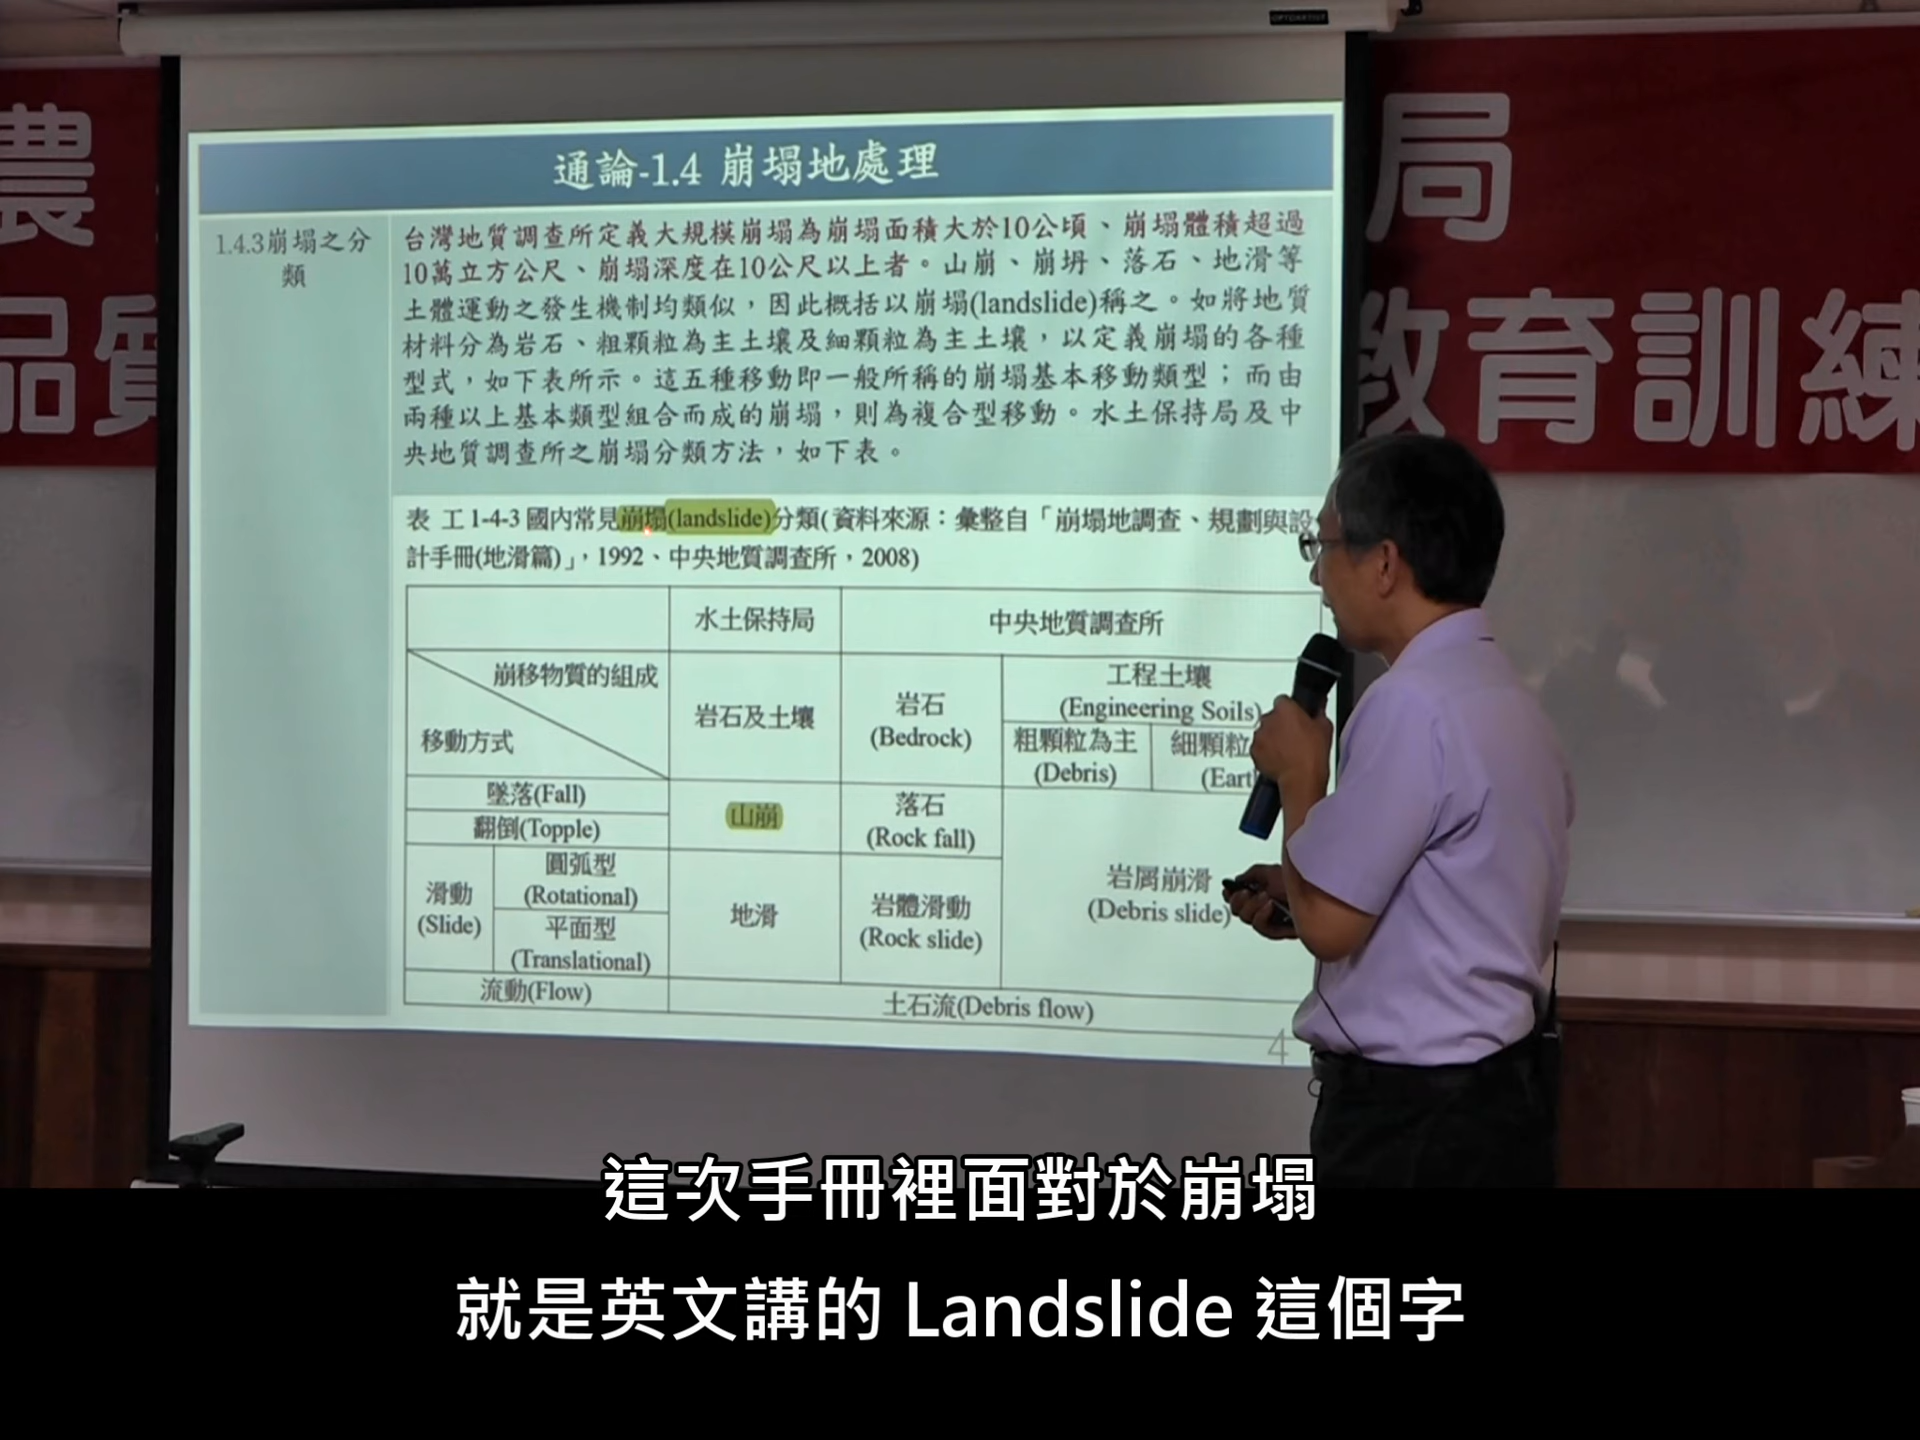 農
局
品質
教育訓練
通論-1.4 崩塌地處理
1.4.3崩塌之分
類
台灣地質調查所定義大規模崩塌為崩塌面積大於10公頃、崩塌體積超過
10萬立方公尺、崩塌深度在10公尺以上者。山崩、崩坍、落石、地滑等
土體運動之發生機制均類似，因此概括以崩塌(landslide)稱之。如將地質
材料分為岩石、粗顆粒為主土壤及細顆粒為主土壤，以定義崩塌的各種
型式，如下表所示。這五種移動即一般所稱的崩塌基本移動類型；而由
兩種以上基本類型組合而成的崩塌，則為複合型移動。水土保持局及中
央地質調查所之崩塌分類方法，如下表。
表 工1-4-3 國內常見崩塌(landslide)分類(資料來源：彙整自「崩塌地調查、規劃與設
計手冊(地滑篇)」，1992、中央地質調查所，2008)
水土保持局
中央地質調查所
崩移物質的組成
移動方式
岩石及土壤
岩石
(Bedrock)
工程土壤
(Engineering Soils)
粗顆粒為主
(Debris)
細顆粒
(Eart
墜落(Fall)
翻倒(Topple)
山崩
落石
(Rock fall)
滑動
(Slide)
圓弧型
(Rotational)
平面型
(Translational)
地滑
岩體滑動
(Rock slide)
岩屑崩滑
(Debris slide)
流動(Flow)
土石流(Debris flow)
4
這次手冊裡面對於崩塌
就是英文講的 Landslide 這個字